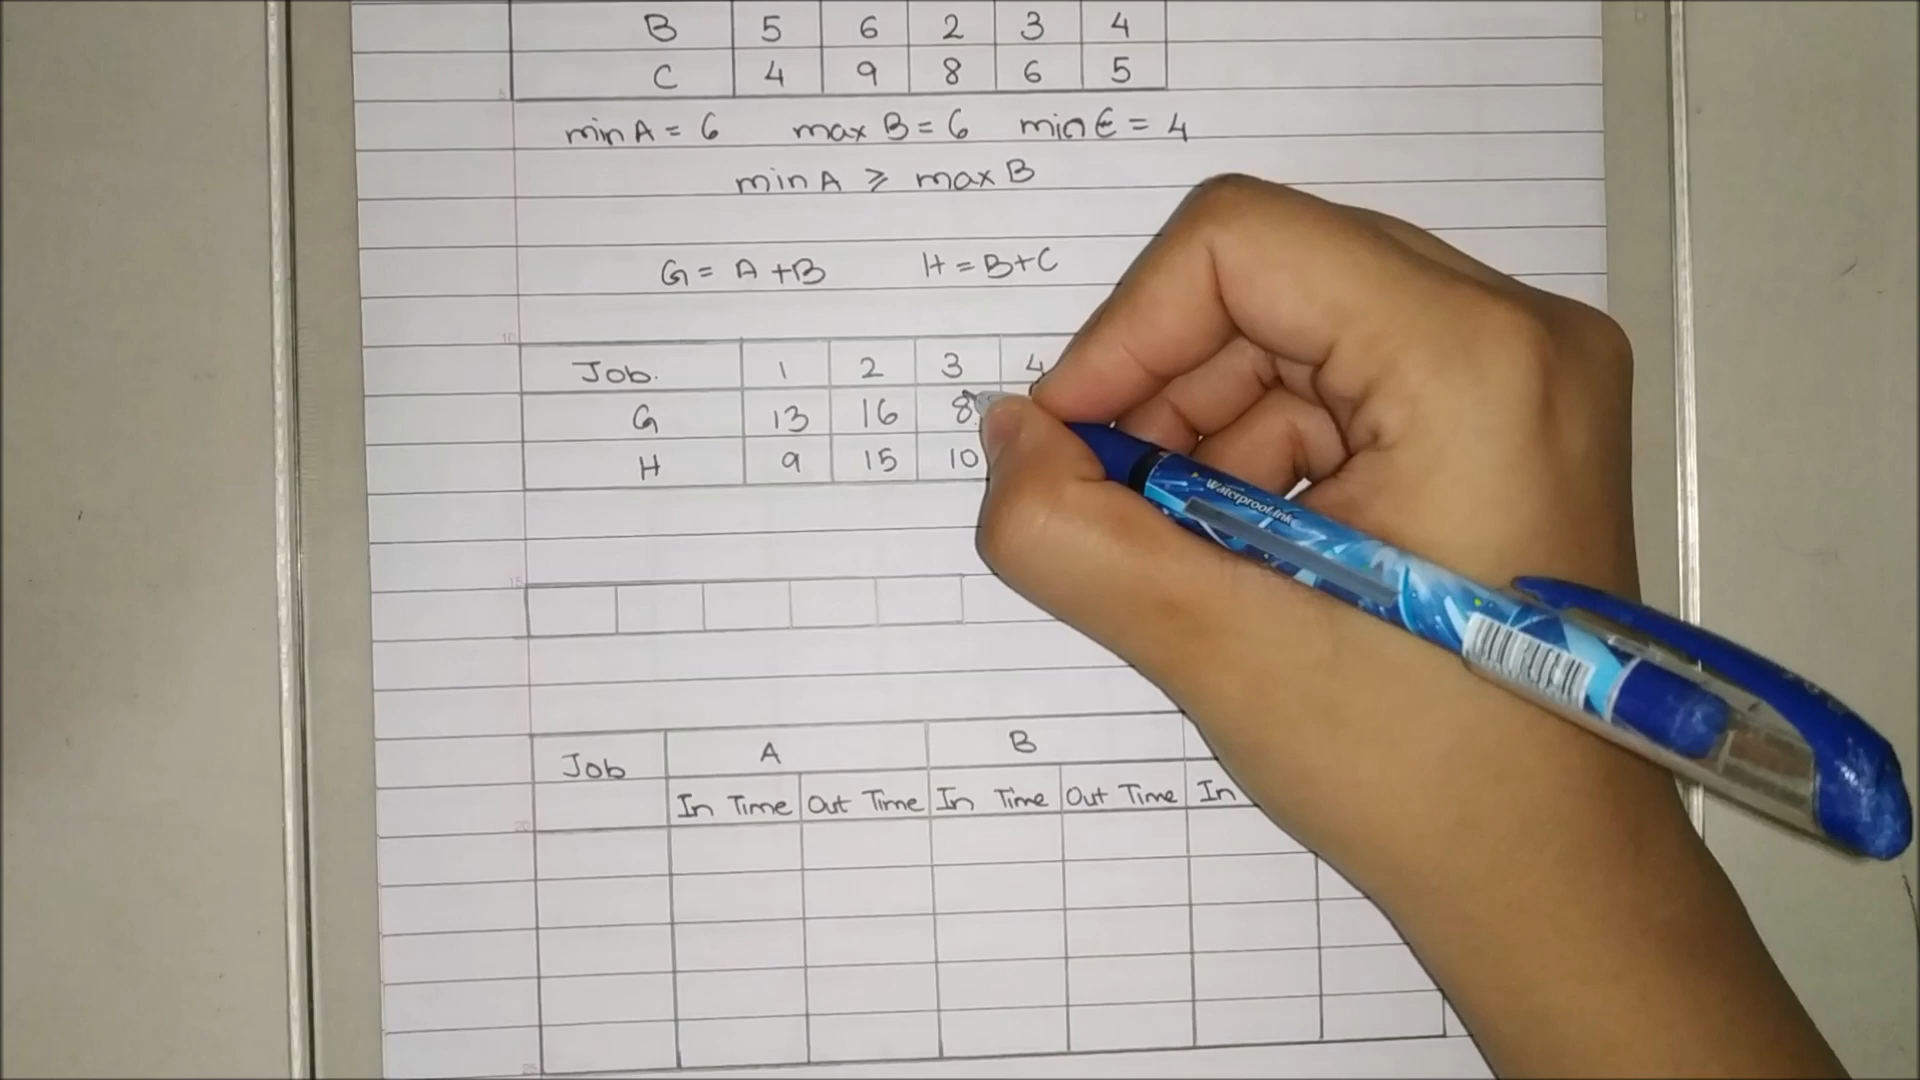 B 5 6 2 3 4
C 4 9 8 6 5
min A = 6 max B = 6 min C = 4
min A ≥ max B
G = A + B H = B + C
Job. 1 2 3 4
G 13 16 8
H 9 15 10
Waterproof Ink
Job A B
In Time Out Time In Time Out Time In